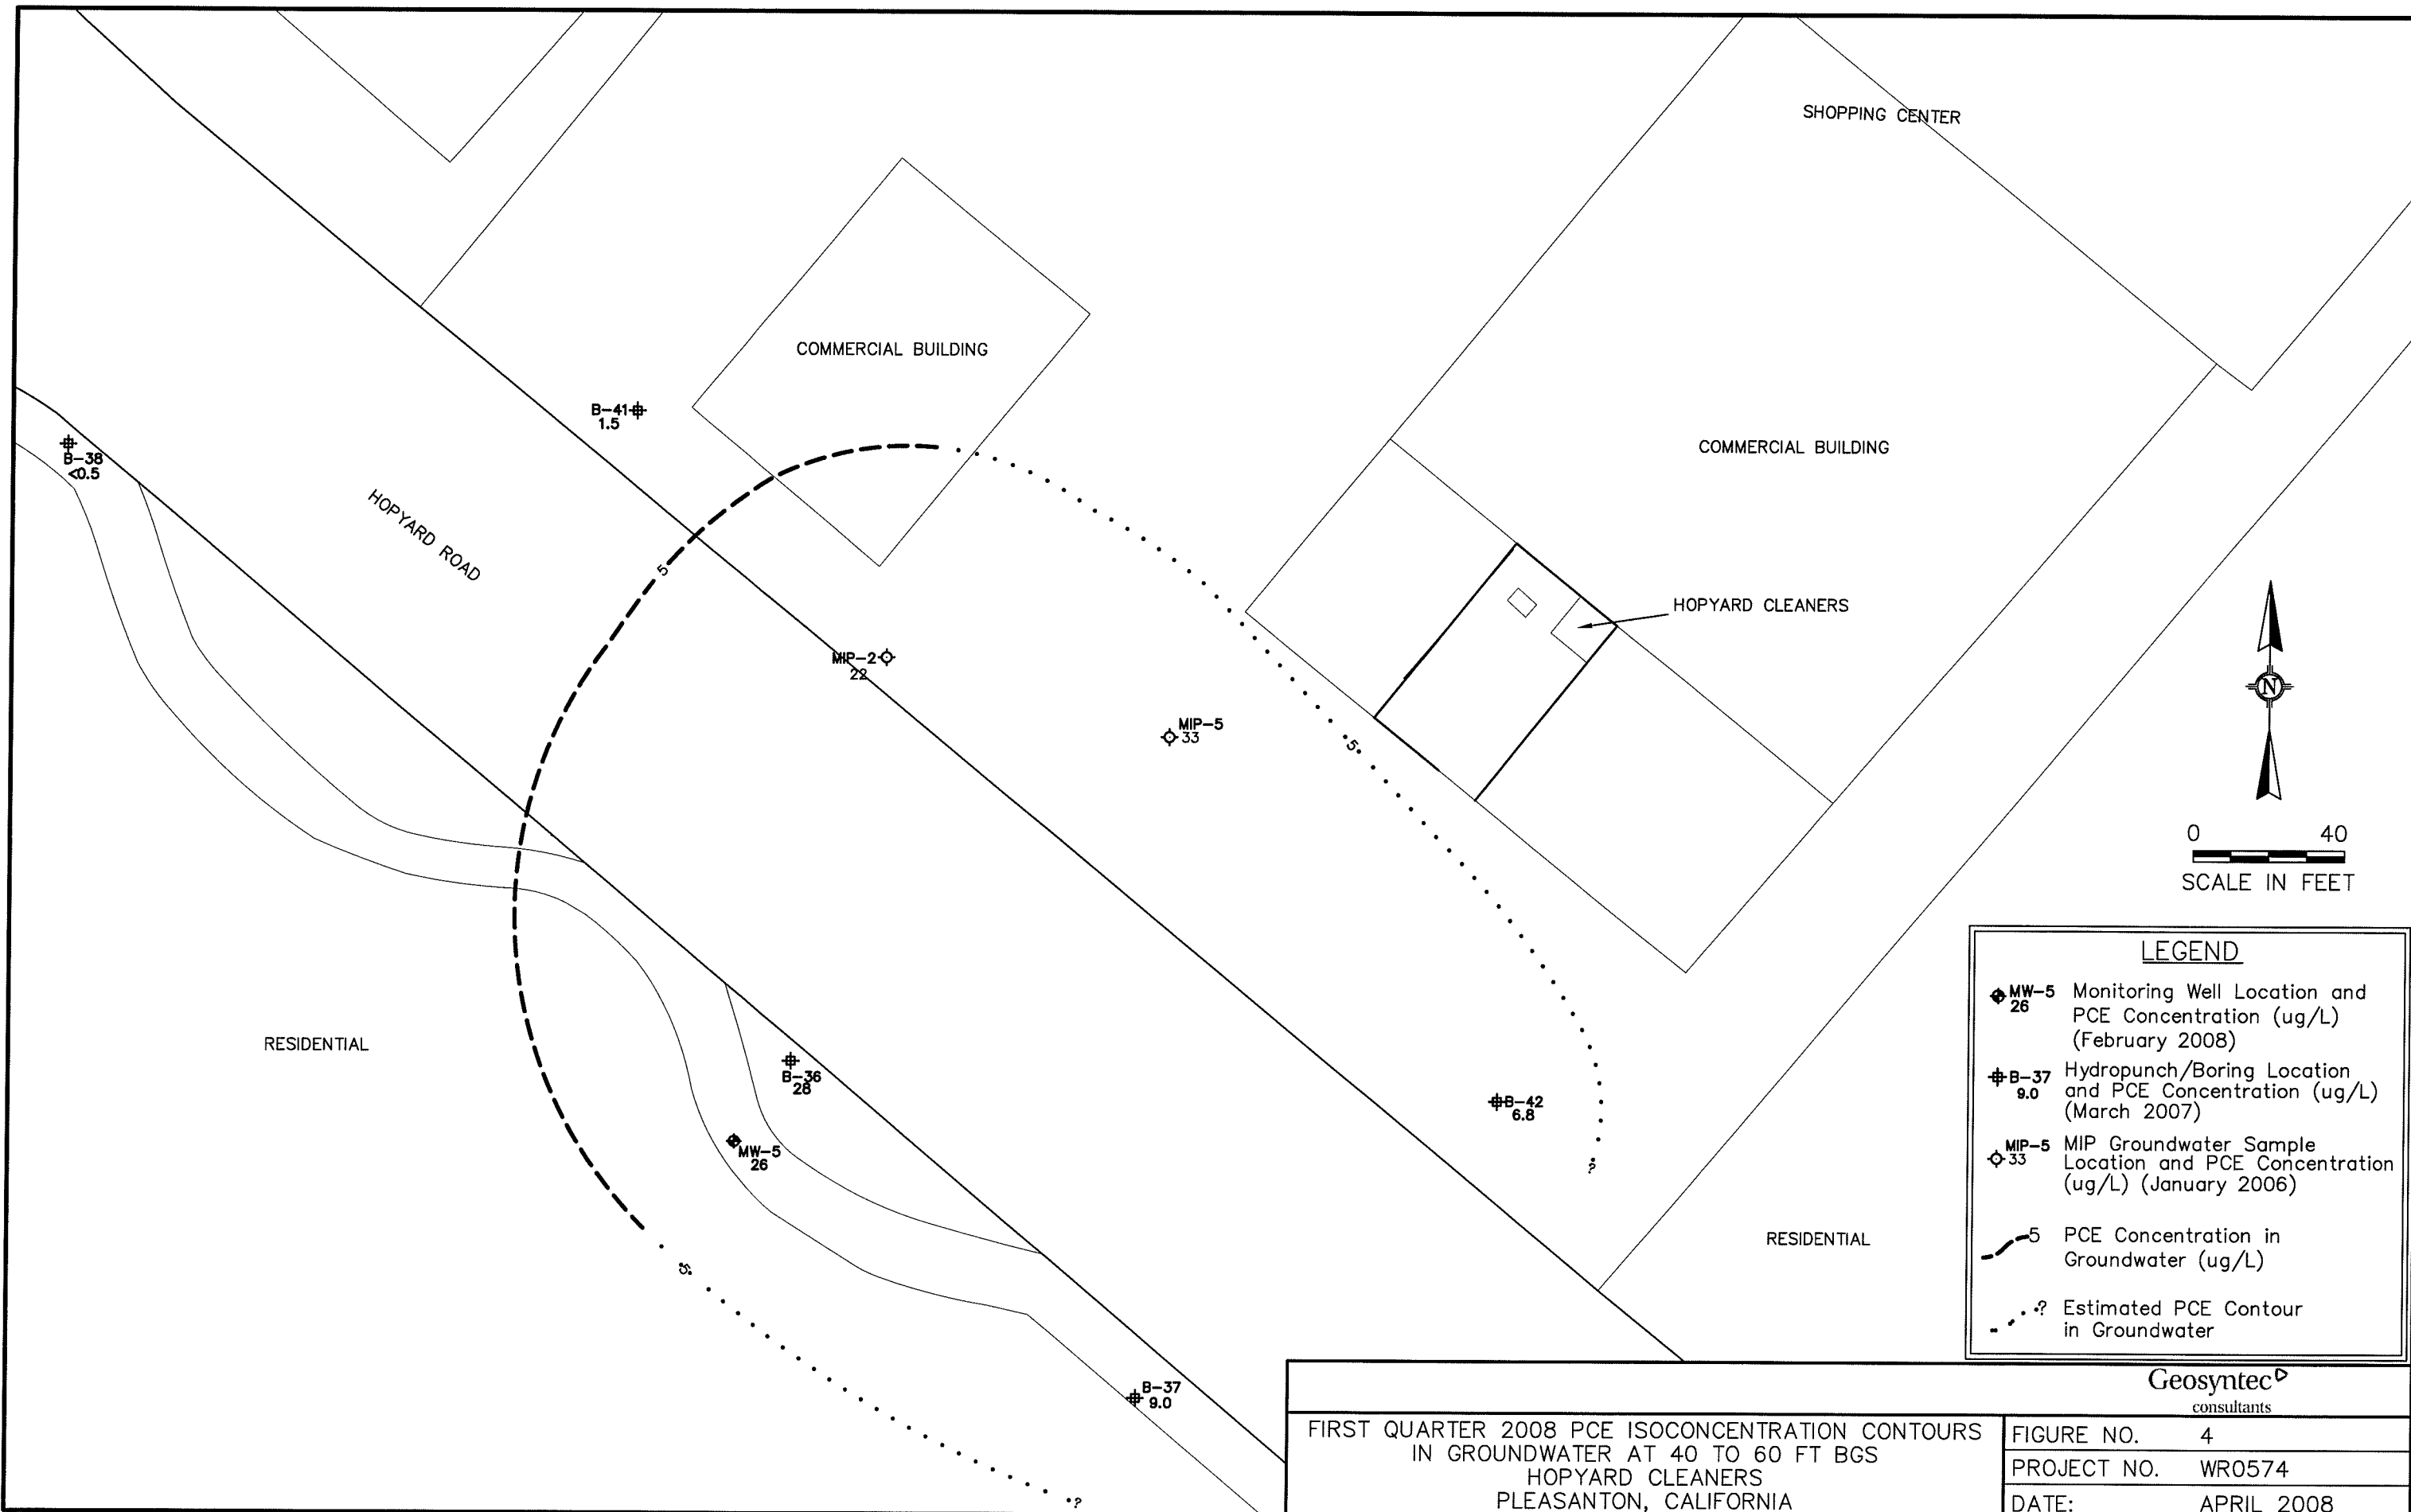 SHOPPING CENTER
COMMERCIAL BUILDING
B-41
1.5
B-38
<0.5
COMMERCIAL BUILDING
HOPYARD ROAD
5
HOPYARD CLEANERS
MIP-2
22
MIP-5
33
5
N
0 40
SCALE IN FEET
RESIDENTIAL
B-36
28
MW-5
26
B-42
6.8
?
RESIDENTIAL
5
B-37
9.0
?
LEGEND
MW-5 Monitoring Well Location and
26 PCE Concentration (ug/L)
(February 2008)
B-37 Hydropunch/Boring Location
9.0 and PCE Concentration (ug/L)
(March 2007)
MIP-5 MIP Groundwater Sample
33 Location and PCE Concentration
(ug/L) (January 2006)
5 PCE Concentration in
Groundwater (ug/L)
? Estimated PCE Contour
in Groundwater
Geosyntec
consultants
FIRST QUARTER 2008 PCE ISOCONCENTRATION CONTOURS
IN GROUNDWATER AT 40 TO 60 FT BGS
HOPYARD CLEANERS
PLEASANTON, CALIFORNIA
FIGURE NO. 4
PROJECT NO. WR0574
DATE: APRIL 2008